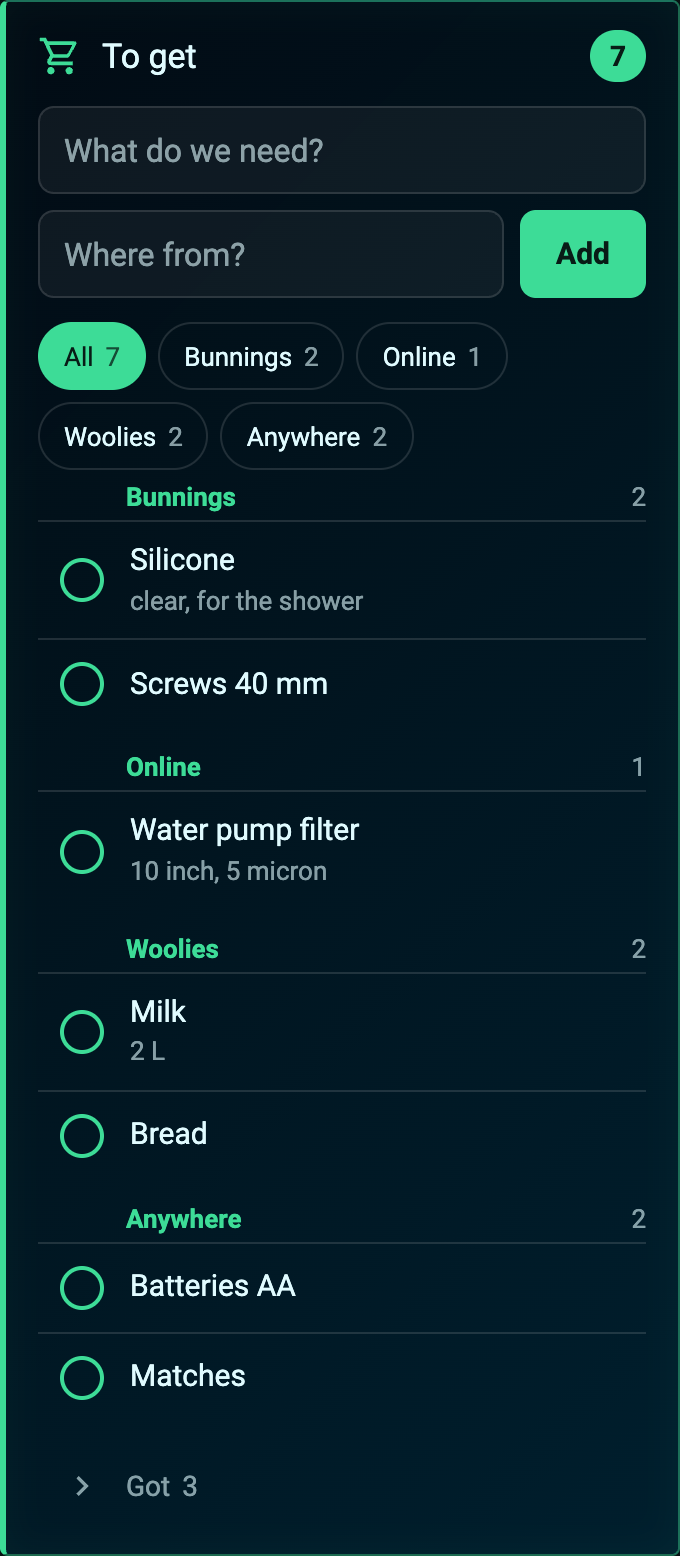 To get 7
What do we need?
Where from? Add
All 7 Bunnings 2 Online 1
Woolies 2 Anywhere 2
Bunnings 2
Silicone
clear, for the shower
Screws 40 mm
Online 1
Water pump filter
10 inch, 5 micron
Woolies 2
Milk
2 L
Bread
Anywhere 2
Batteries AA
Matches
Got 3